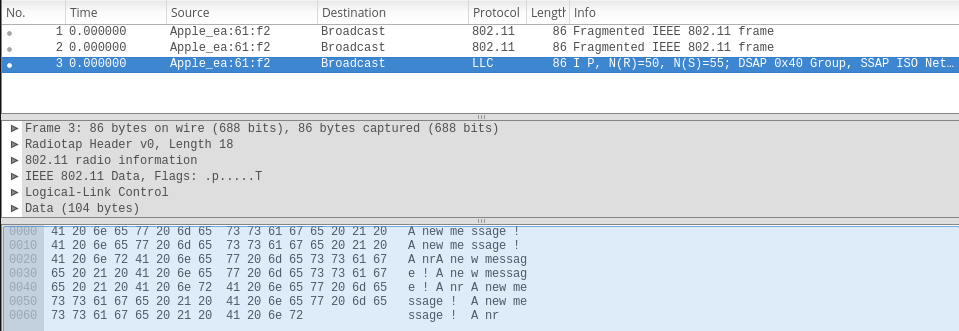 No. Time Source Destination Protocol Length Info
1 0.000000 Apple_ea:61:f2 Broadcast 802.11 86 Fragmented IEEE 802.11 frame
2 0.000000 Apple_ea:61:f2 Broadcast 802.11 86 Fragmented IEEE 802.11 frame
3 0.000000 Apple_ea:61:f2 Broadcast LLC 86 I P, N(R)=50, N(S)=55; DSAP 0x40 Group, SSAP ISO Net…
Frame 3: 86 bytes on wire (688 bits), 86 bytes captured (688 bits)
Radiotap Header v0, Length 18
802.11 radio information
IEEE 802.11 Data, Flags: .p.....T
Logical-Link Control
Data (104 bytes)
0000 41 20 6e 65 77 20 6d 65 73 73 61 67 65 20 21 20 A new me ssage !
0010 41 20 6e 65 77 20 6d 65 73 73 61 67 65 20 21 20 A new me ssage !
0020 41 20 6e 72 41 20 6e 65 77 20 6d 65 73 73 61 67 A nrA ne w messag
0030 65 20 21 20 41 20 6e 65 77 20 6d 65 73 73 61 67 e ! A ne w messag
0040 65 20 21 20 41 20 6e 72 41 20 6e 65 77 20 6d 65 e ! A nr A new me
0050 73 73 61 67 65 20 21 20 41 20 6e 65 77 20 6d 65 ssage ! A new me
0060 73 73 61 67 65 20 21 20 41 20 6e 72 ssage ! A nr